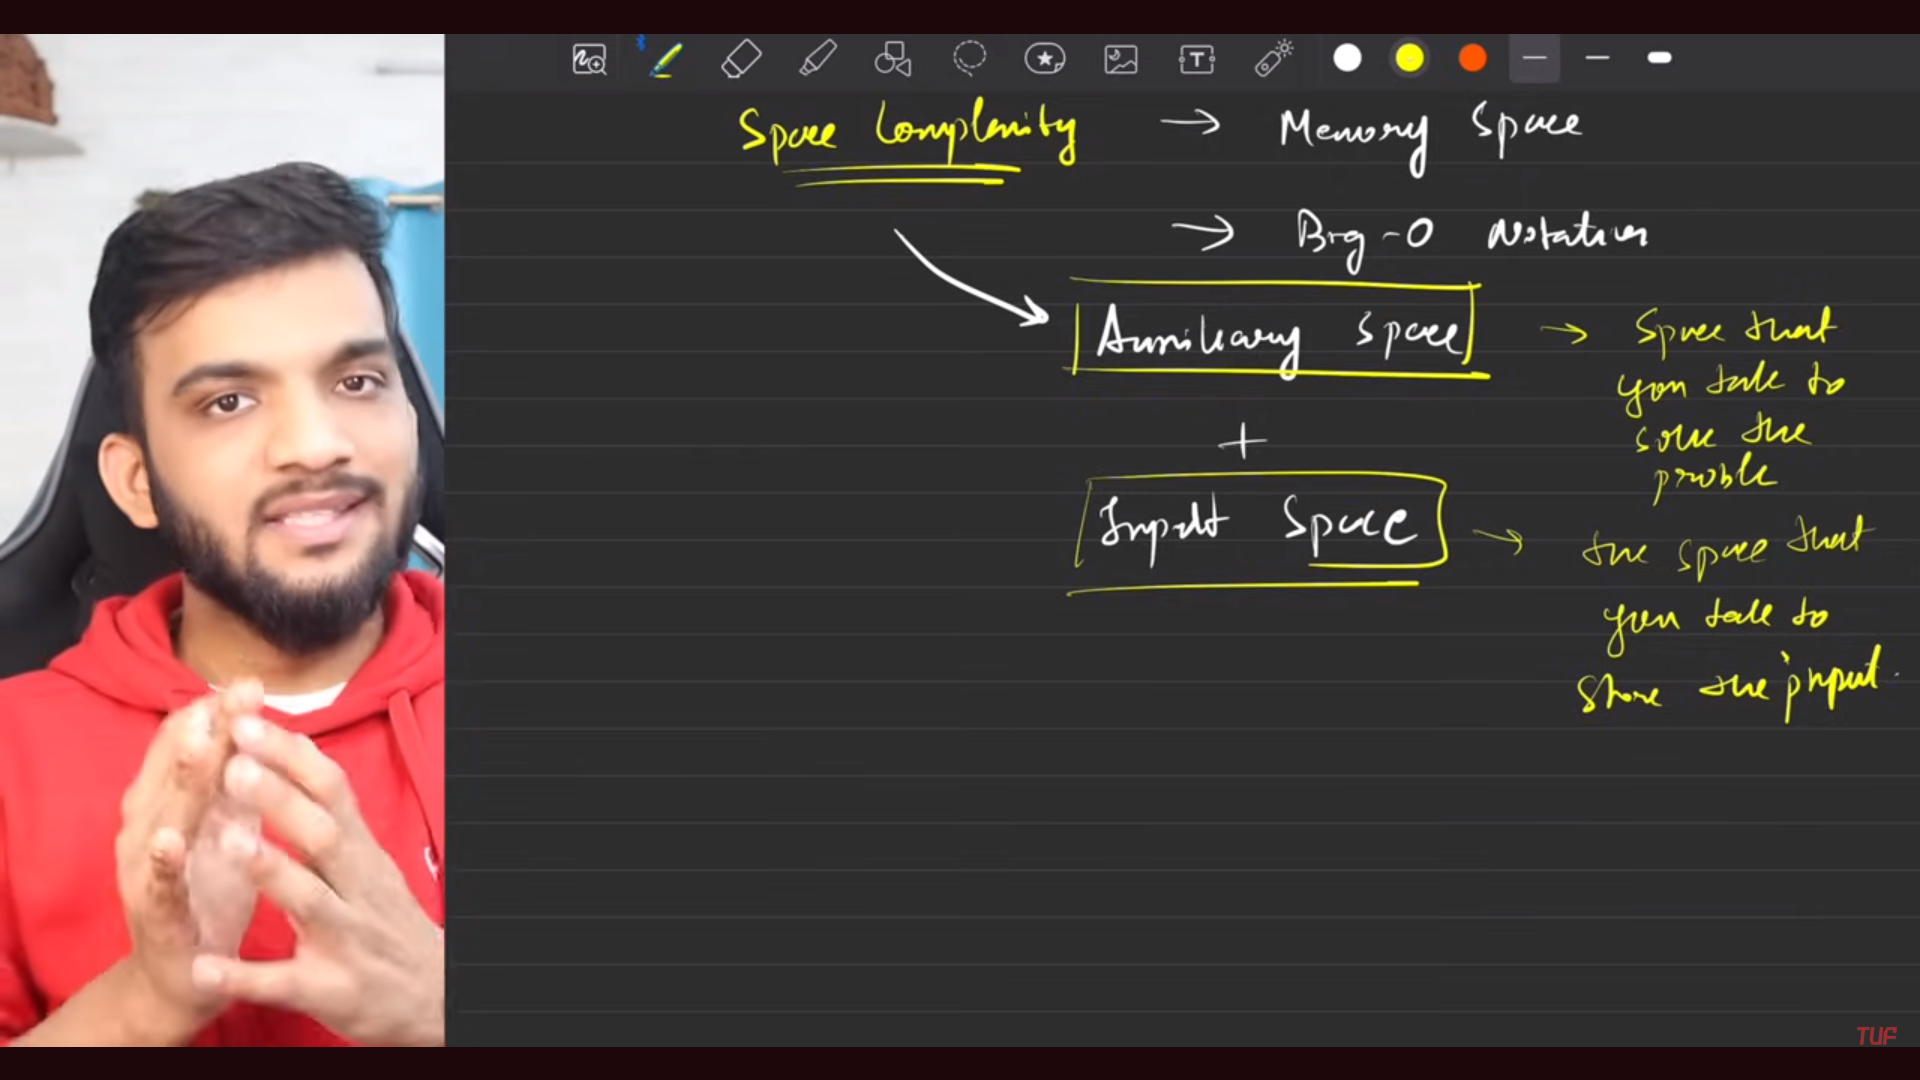 Space Complexity → Memory Space
→ Big-O Notation
Auxiliary Space → Space that
you take to
solve the
proble
+
Input Space → the space that
you take to
store the input.
TUF